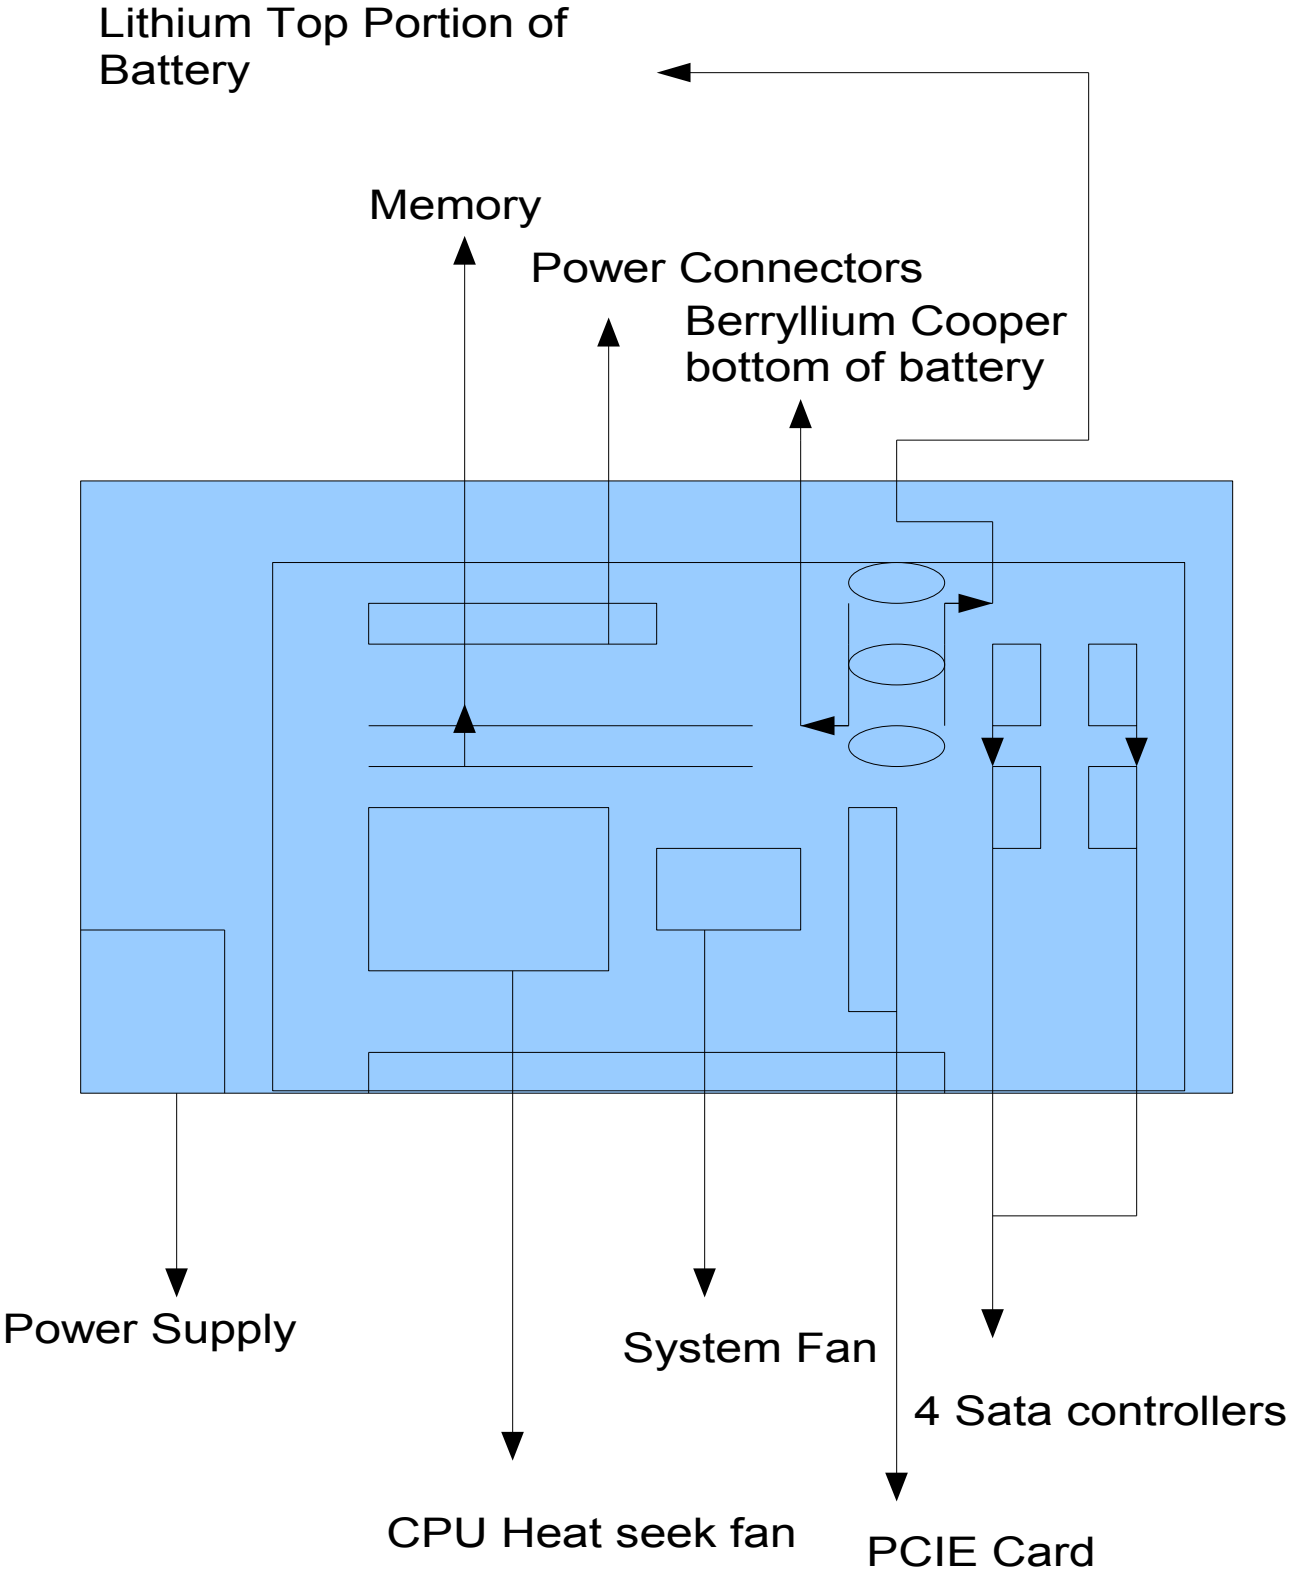 Lithium Top Portion of
Battery
Memory
Power Connectors
Berryllium Cooper
bottom of battery
Power Supply
System Fan
4 Sata controllers
CPU Heat seek fan
PCIE Card